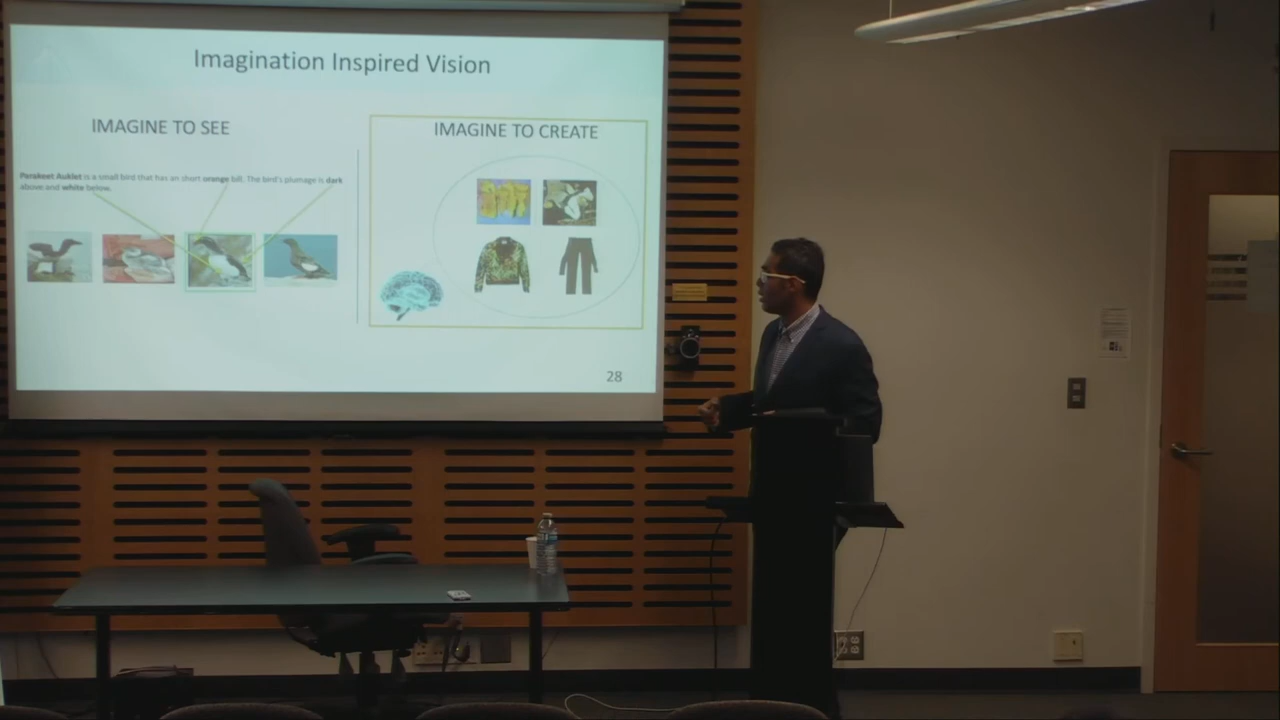 Imagination Inspired Vision
IMAGINE TO SEE
Parakeet Auklet is a small bird that has an short orange bill. The bird's plumage is dark
above and white below.
IMAGINE TO CREATE
28